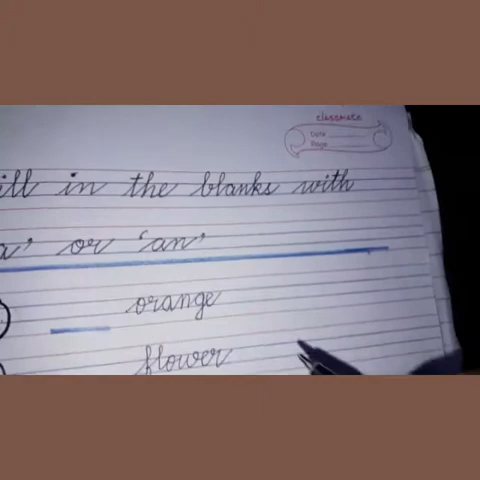 classmate
Date
Page
ill in the blanks with
a' or 'an'
orange
flower